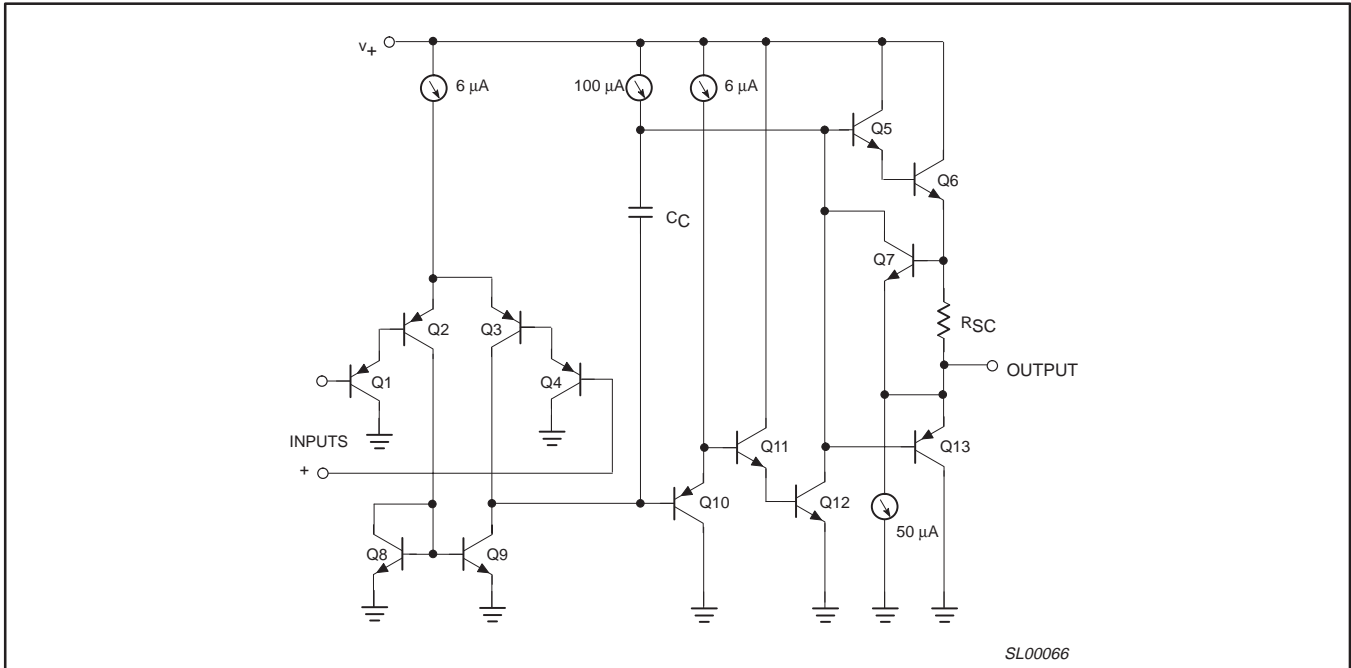 V+
6 μA
100 μA
6 μA
Q5
Q6
CC
Q7
Q2
Q3
RSC
Q1
Q4
OUTPUT
INPUTS
+
Q11
Q13
Q10
Q12
50 μA
Q8
Q9
SL00066